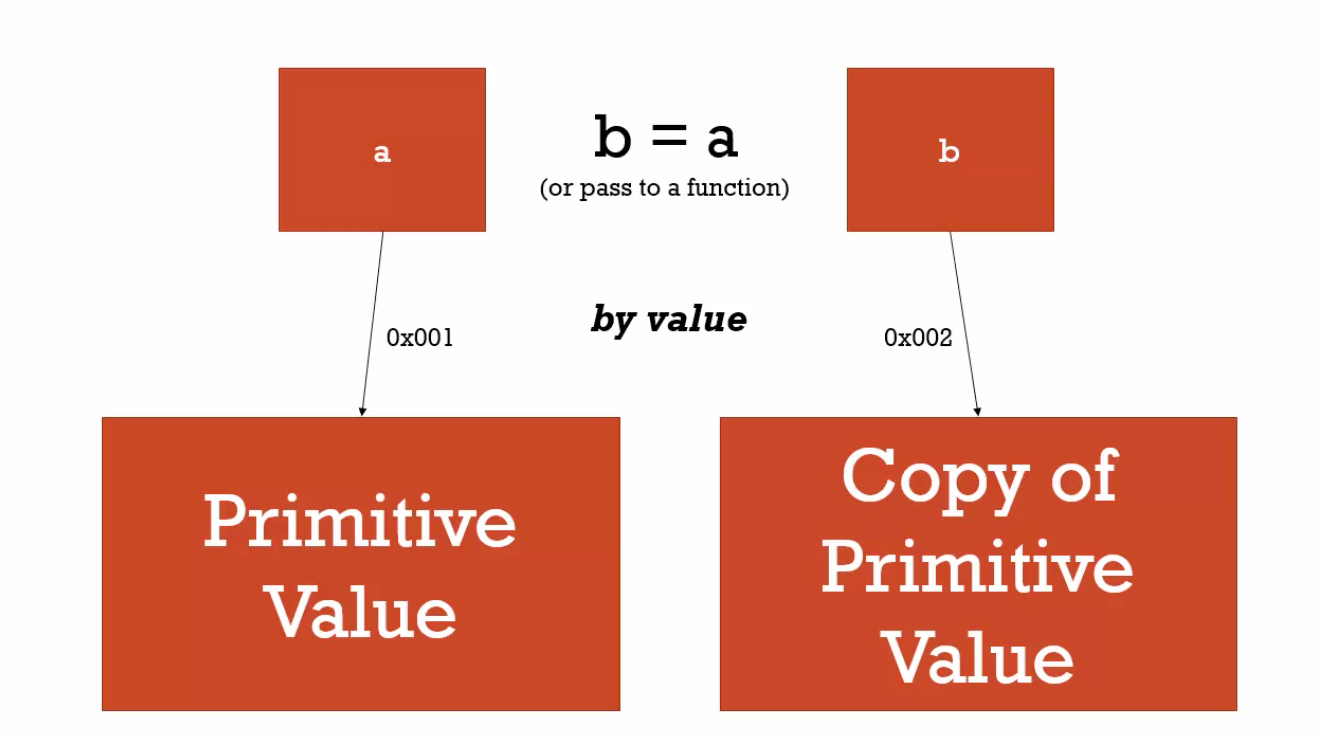 a
b = a
(or pass to a function)
b
by value
0x001
0x002
Primitive
Value
Copy of
Primitive
Value